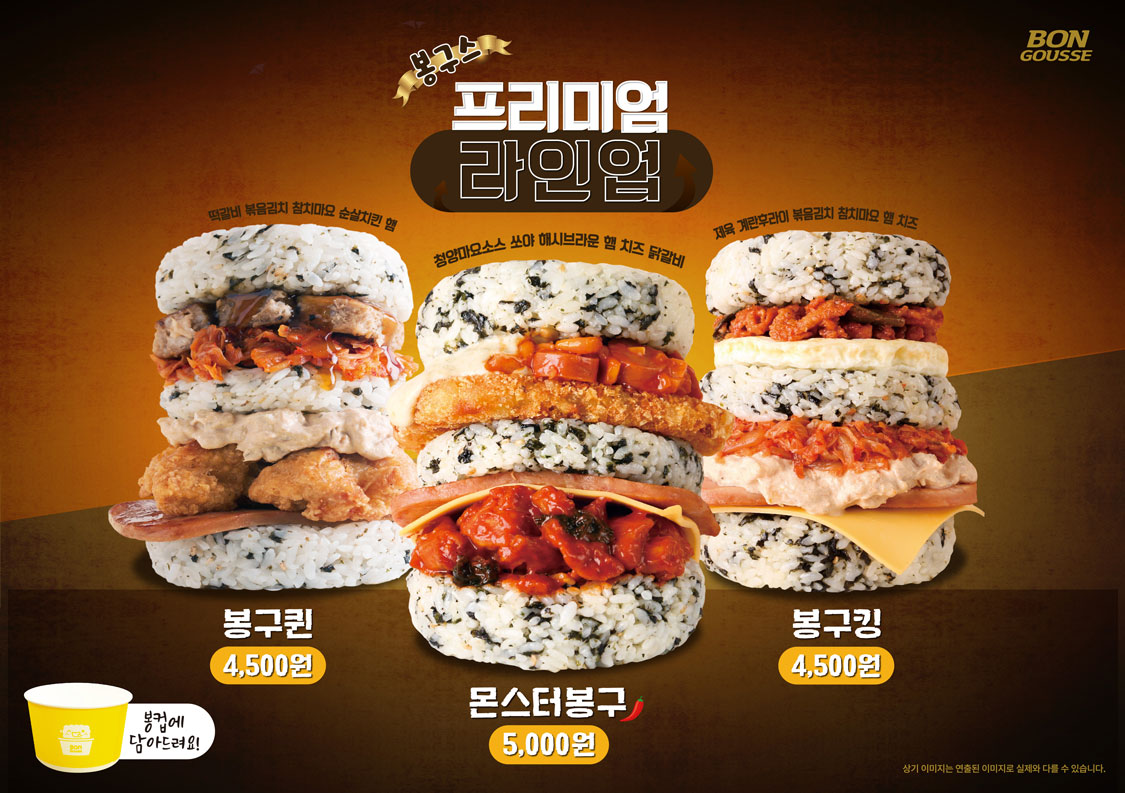 BON
GOUSSE
봉구스
프리미엄
라인업
떡갈비 볶음김치 참치마요 순살치킨 햄
청양마요소스 쏘야 해시브라운 햄 치즈 닭갈비
제육 계란후라이 볶음김치 참치마요 햄 치즈
봉구퀸
4,500원
몬스터봉구
5,000원
봉구킹
4,500원
봉컵에
담아드려요!
상기 이미지는 연출된 이미지로 실제와 다를 수 있습니다.